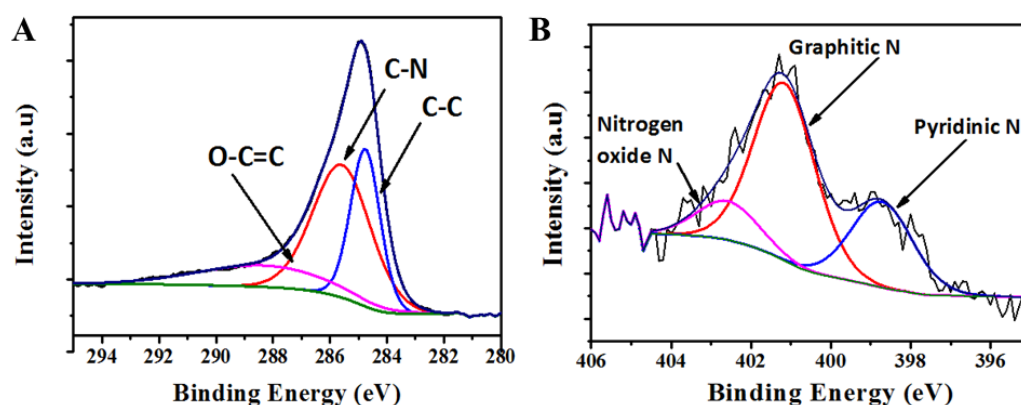 A
C-N
C-C
O-C=C
Intensity (a.u)
294 292 290 288 286 284 282 280
Binding Energy (eV)
B
Graphitic N
Nitrogen
oxide N
Pyridinic N
Intensity (a.u)
406 404 402 400 398 396
Binding Energy (eV)